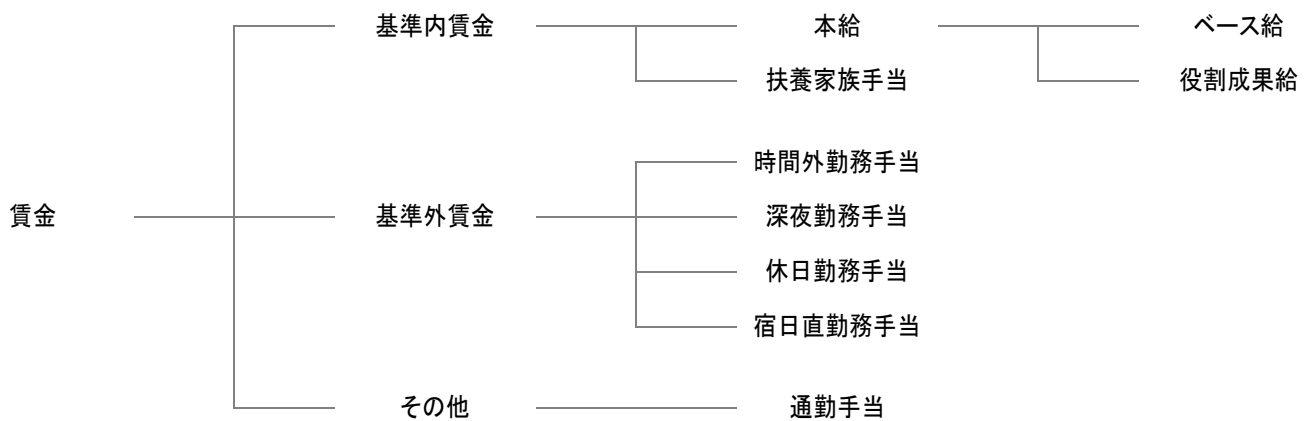 基準内賃金 本給 ベース給
扶養家族手当 役割成果給
時間外勤務手当
賃金 基準外賃金 深夜勤務手当
休日勤務手当
宿日直勤務手当
その他 通勤手当